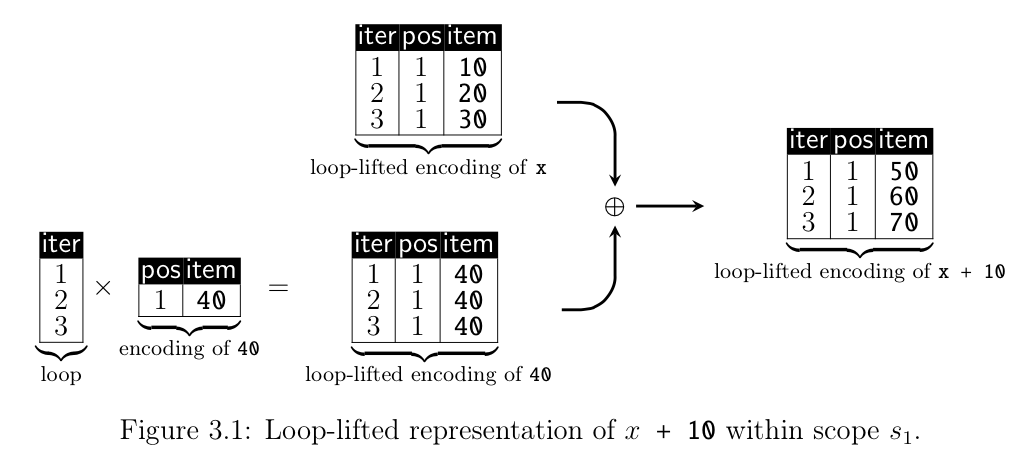 iter pos item
1 1 10
2 1 20
3 1 30
loop-lifted encoding of x
iter
1
2
3
loop
×
pos item
1 40
encoding of 40
=
iter pos item
1 1 40
2 1 40
3 1 40
loop-lifted encoding of 40
⊕
iter pos item
1 1 50
2 1 60
3 1 70
loop-lifted encoding of x + 10
Figure 3.1: Loop-lifted representation of x + 10 within scope s₁.